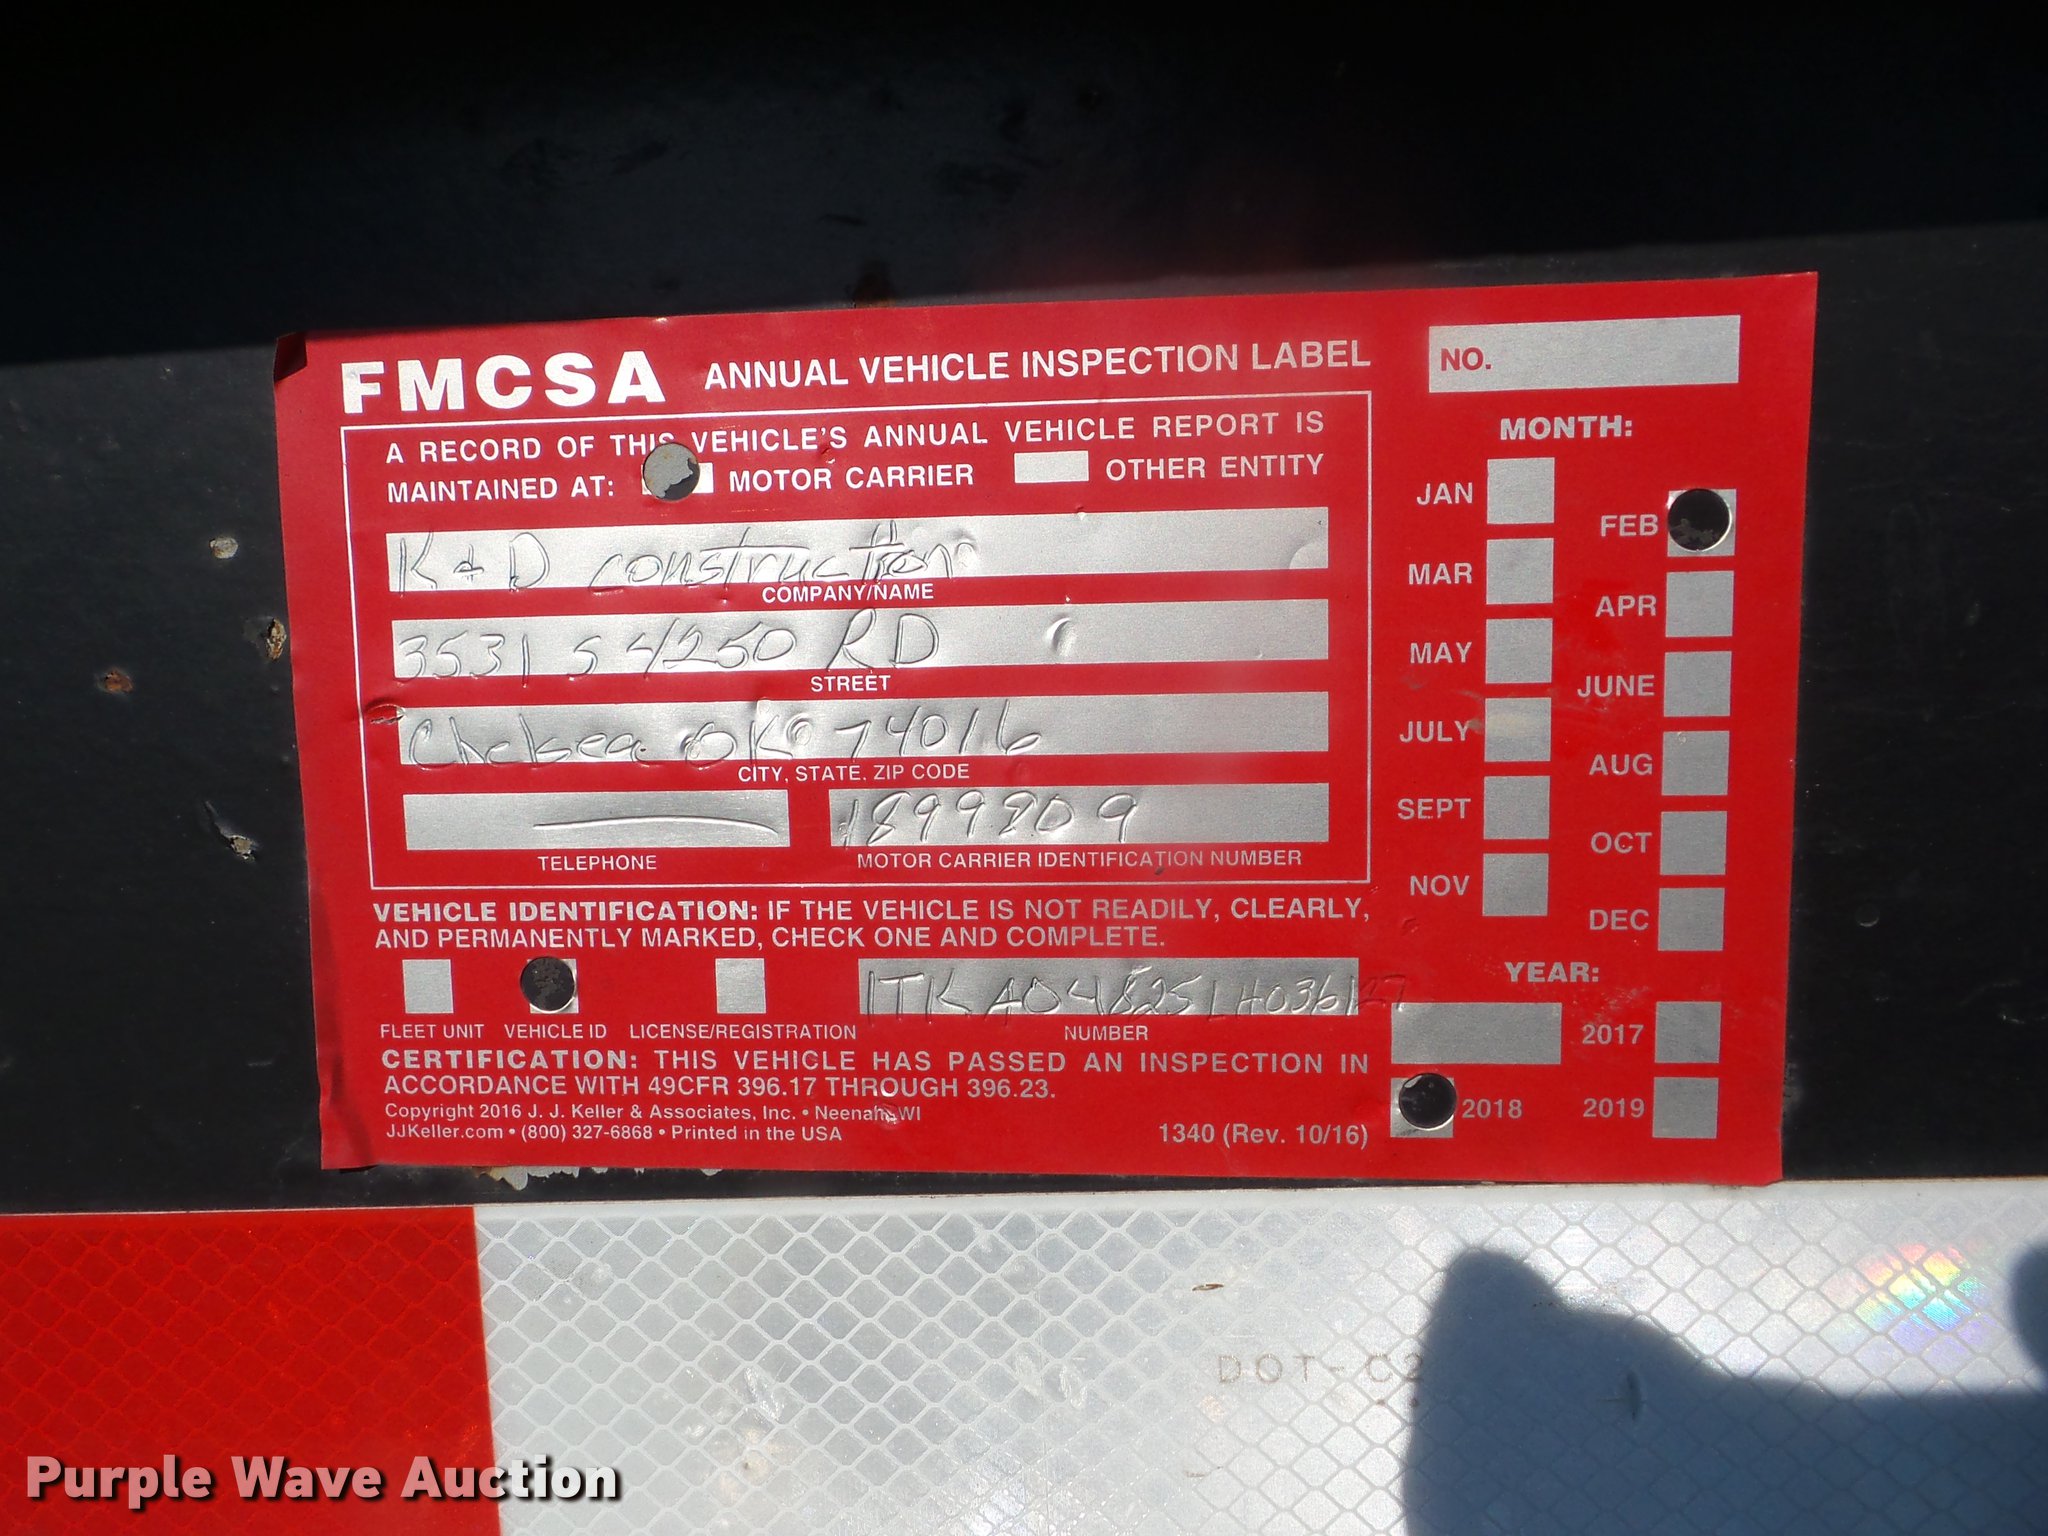 FMCSA ANNUAL VEHICLE INSPECTION LABEL
NO.
A RECORD OF THIS VEHICLE'S ANNUAL VEHICLE REPORT IS
MAINTAINED AT: MOTOR CARRIER OTHER ENTITY
K & D construction
COMPANY/NAME
3531 S 4250 RD
STREET
Chelsea OK 74016
CITY, STATE, ZIP CODE
1899809
TELEPHONE MOTOR CARRIER IDENTIFICATION NUMBER
VEHICLE IDENTIFICATION: IF THE VEHICLE IS NOT READILY, CLEARLY,
AND PERMANENTLY MARKED, CHECK ONE AND COMPLETE.
FLEET UNIT VEHICLE ID LICENSE/REGISTRATION NUMBER
CERTIFICATION: THIS VEHICLE HAS PASSED AN INSPECTION IN
ACCORDANCE WITH 49CFR 396.17 THROUGH 396.23.
Copyright 2016 J. J. Keller & Associates, Inc. • Neenah, WI
JJKeller.com • (800) 327-6868 • Printed in the USA
1340 (Rev. 10/16)
MONTH:
JAN FEB
MAR APR
MAY JUNE
JULY AUG
SEPT OCT
NOV DEC
YEAR:
2017
2018 2019
DOT-C2
Purple Wave Auction